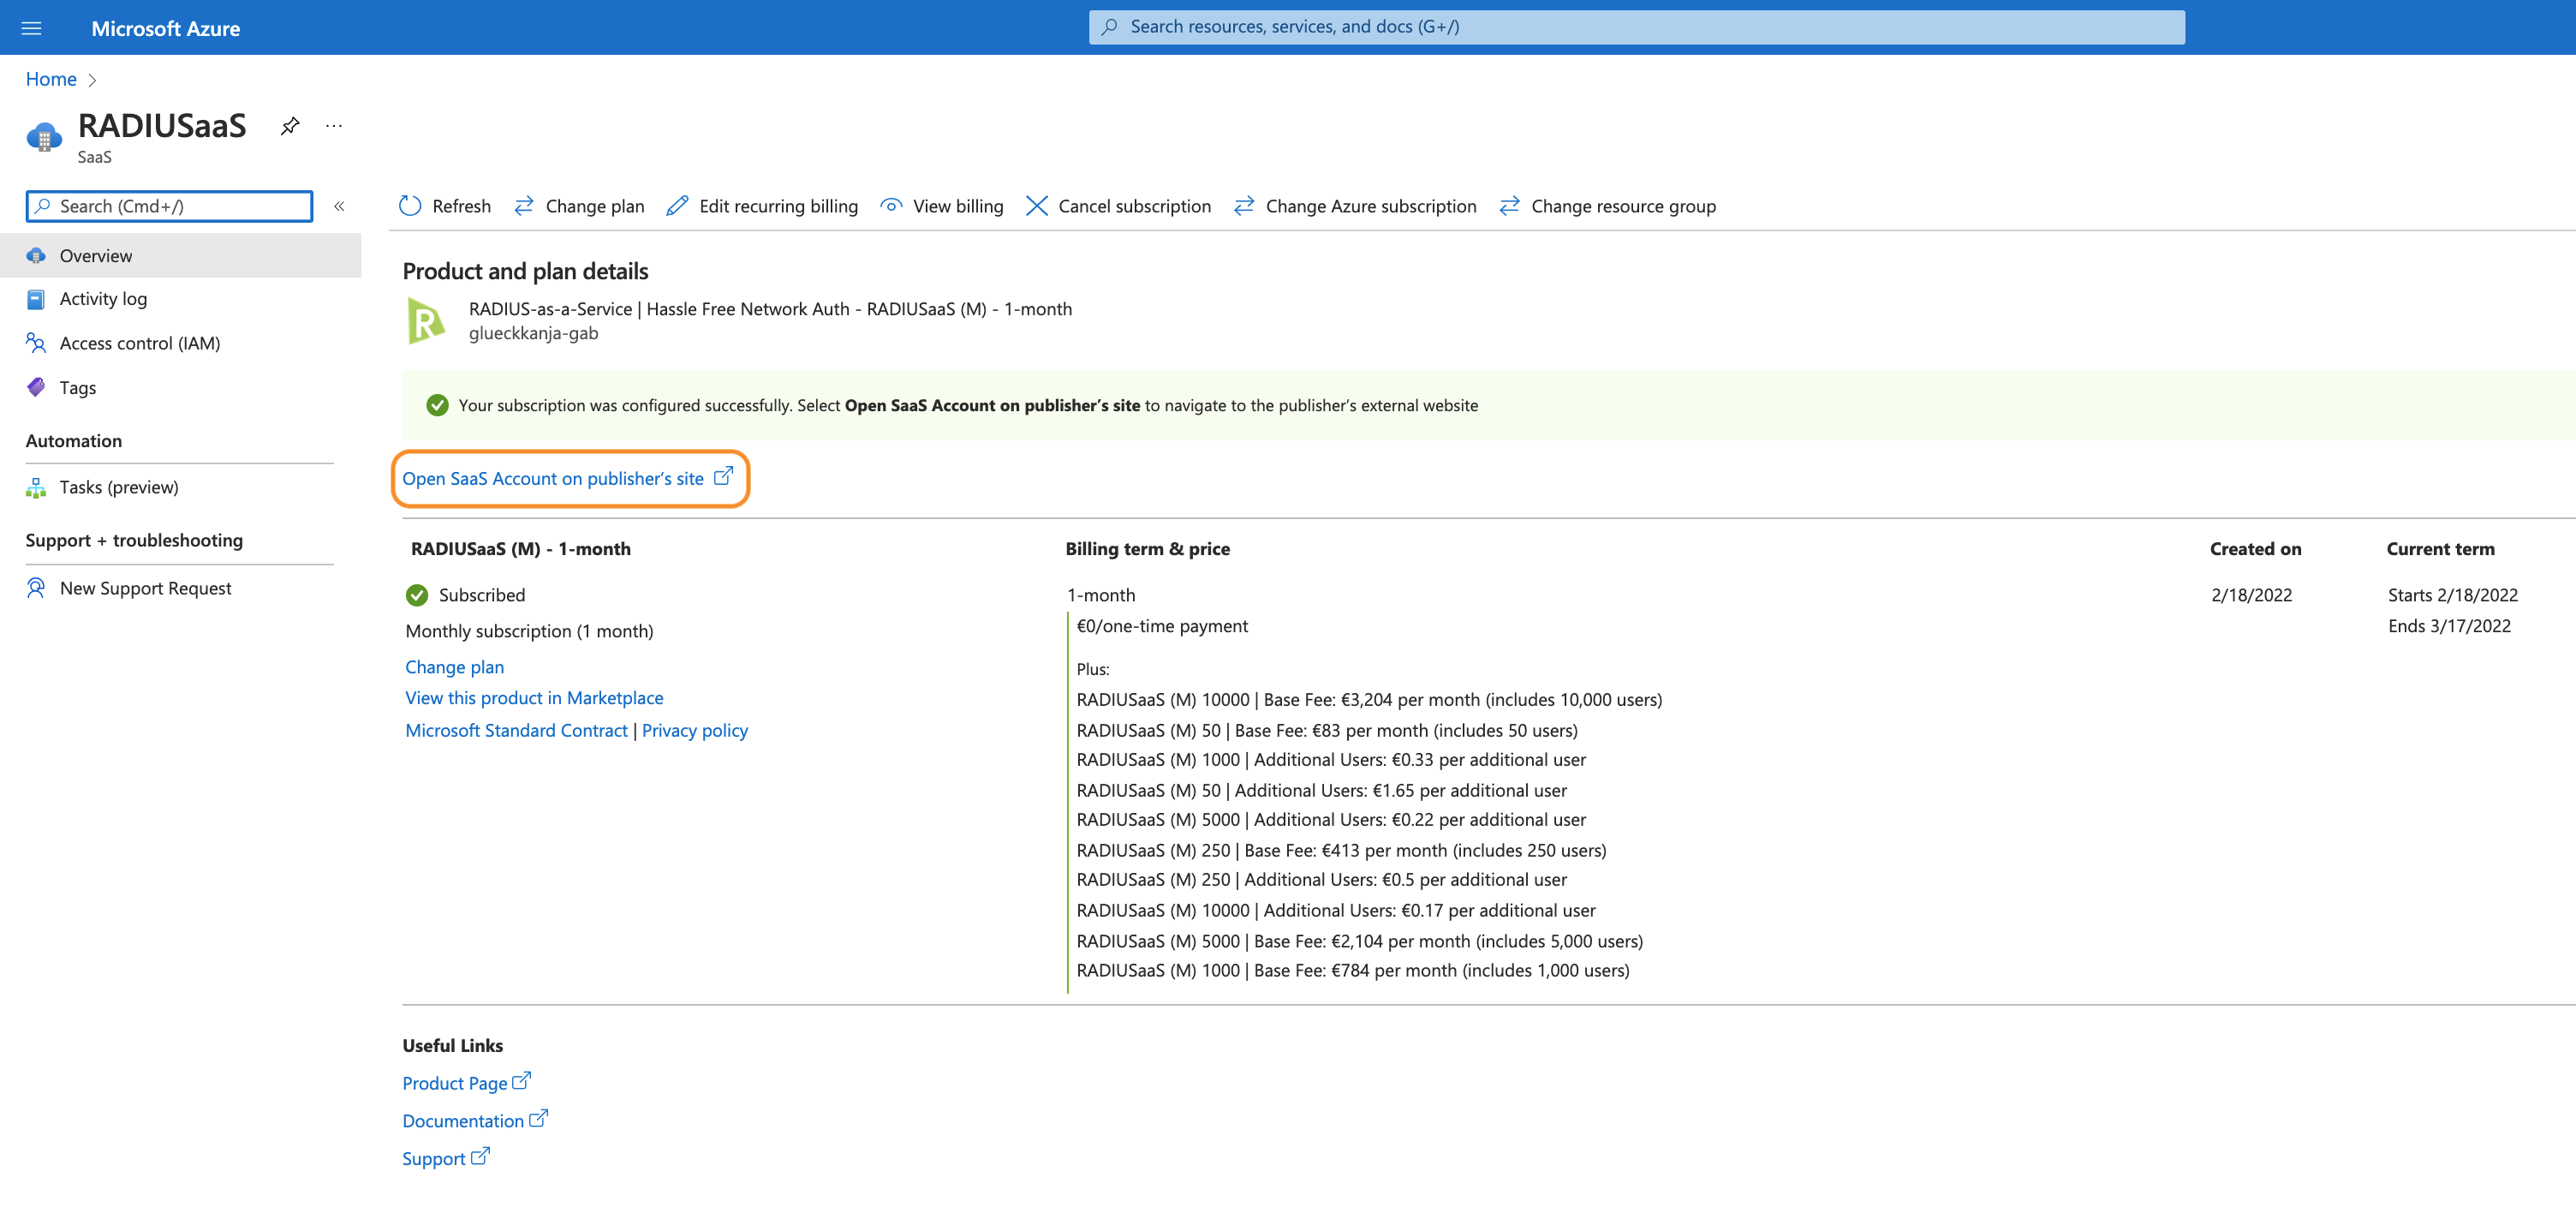 Microsoft Azure
Search resources, services, and docs (G+/)
Home
RADIUSaaS
SaaS
Search (Cmd+/)
Overview
Activity log
Access control (IAM)
Tags
Automation
Tasks (preview)
Support + troubleshooting
New Support Request
Refresh
Change plan
Edit recurring billing
View billing
Cancel subscription
Change Azure subscription
Change resource group
Product and plan details
R
RADIUS-as-a-Service | Hassle Free Network Auth - RADIUSaaS (M) - 1-month
glueckkanja-gab
Your subscription was configured successfully. Select Open SaaS Account on publisher’s site to navigate to the publisher’s external website
Open SaaS Account on publisher’s site
RADIUSaaS (M) - 1-month
Subscribed
Monthly subscription (1 month)
Change plan
View this product in Marketplace
Microsoft Standard Contract | Privacy policy
Billing term & price
1-month
€0/one-time payment
Plus:
RADIUSaaS (M) 10000 | Base Fee: €3,204 per month (includes 10,000 users)
RADIUSaaS (M) 50 | Base Fee: €83 per month (includes 50 users)
RADIUSaaS (M) 1000 | Additional Users: €0.33 per additional user
RADIUSaaS (M) 50 | Additional Users: €1.65 per additional user
RADIUSaaS (M) 5000 | Additional Users: €0.22 per additional user
RADIUSaaS (M) 250 | Base Fee: €413 per month (includes 250 users)
RADIUSaaS (M) 250 | Additional Users: €0.5 per additional user
RADIUSaaS (M) 10000 | Additional Users: €0.17 per additional user
RADIUSaaS (M) 5000 | Base Fee: €2,104 per month (includes 5,000 users)
RADIUSaaS (M) 1000 | Base Fee: €784 per month (includes 1,000 users)
Created on
2/18/2022
Current term
Starts 2/18/2022
Ends 3/17/2022
Useful Links
Product Page
Documentation
Support